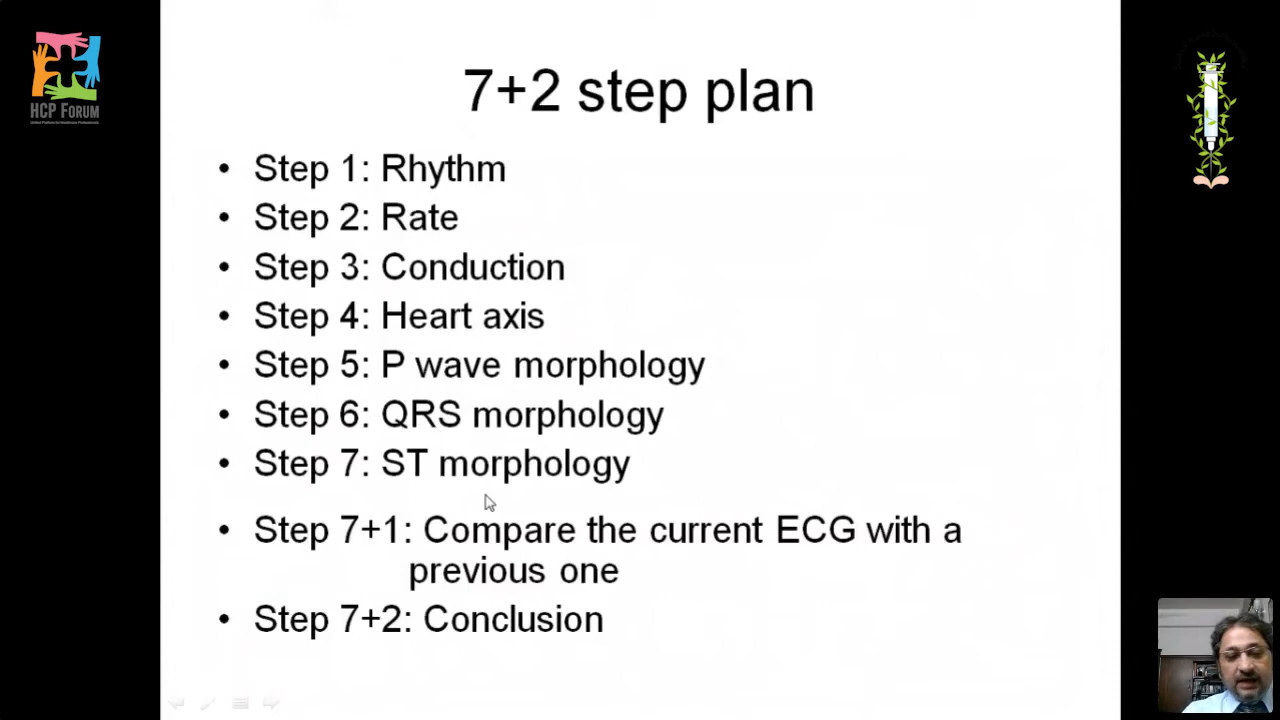 HCP FORUM
7+2 step plan
• Step 1: Rhythm
• Step 2: Rate
• Step 3: Conduction
• Step 4: Heart axis
• Step 5: P wave morphology
• Step 6: QRS morphology
• Step 7: ST morphology
• Step 7+1: Compare the current ECG with a
previous one
• Step 7+2: Conclusion